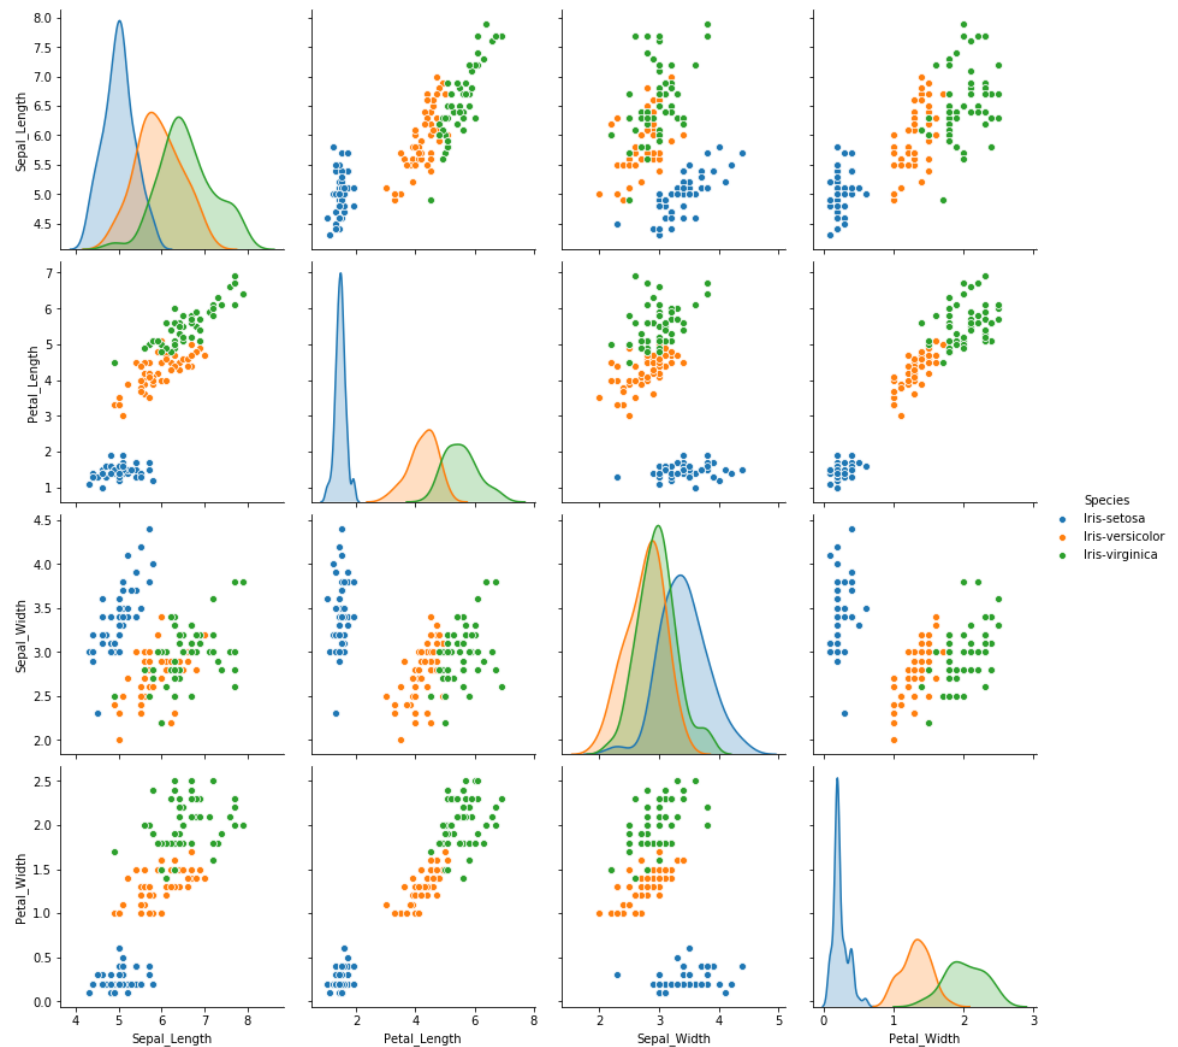 8.0
7.5
7.0
6.5
6.0
5.5
5.0
4.5
Sepal_Length
7
6
5
4
3
2
1
Petal_Length
Species
Iris-setosa
Iris-versicolor
Iris-virginica
4.5
4.0
3.5
3.0
2.5
2.0
Sepal_Width
2.5
2.0
1.5
1.0
0.5
0.0
Petal_Width
4 5 6 7 8
2 4 6 8
2 3 4 5
0 1 2 3
Sepal_Length Petal_Length Sepal_Width Petal_Width